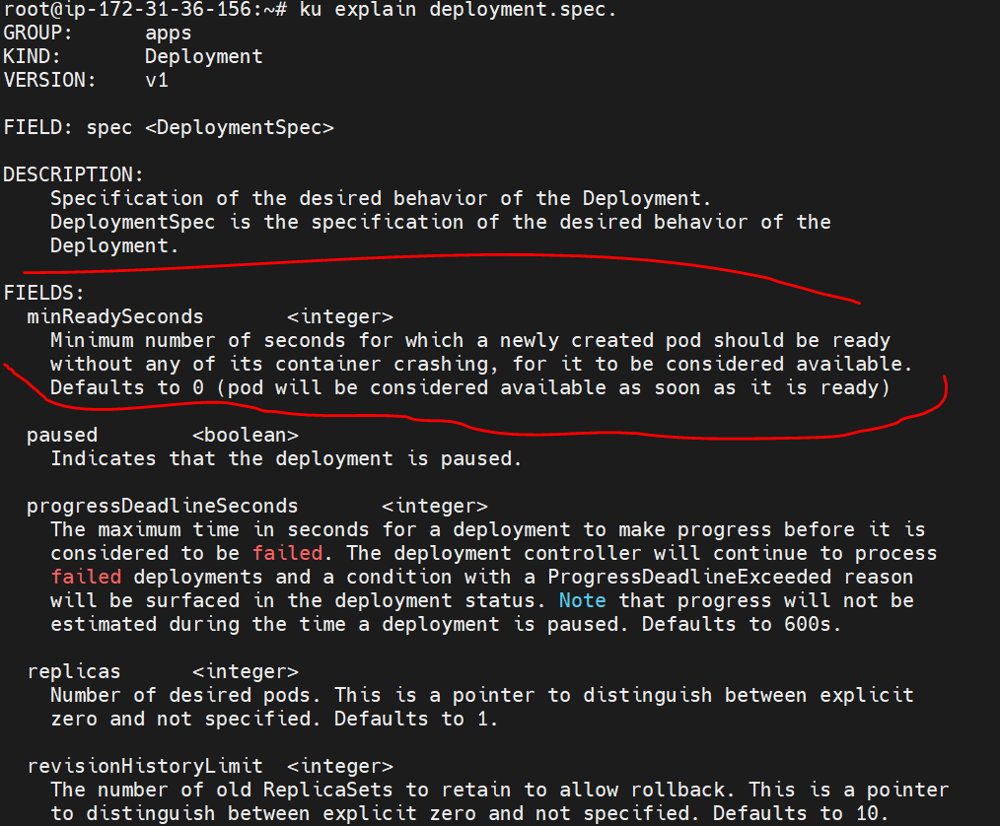 root@ip-172-31-36-156:~# ku explain deployment.spec.
GROUP:      apps
KIND:       Deployment
VERSION:    v1
FIELD: spec <DeploymentSpec>
DESCRIPTION:
    Specification of the desired behavior of the Deployment.
    DeploymentSpec is the specification of the desired behavior of the
    Deployment.
FIELDS:
  minReadySeconds       <integer>
    Minimum number of seconds for which a newly created pod should be ready
    without any of its container crashing, for it to be considered available.
    Defaults to 0 (pod will be considered available as soon as it is ready)
  paused        <boolean>
    Indicates that the deployment is paused.
  progressDeadlineSeconds       <integer>
    The maximum time in seconds for a deployment to make progress before it is
    considered to be failed. The deployment controller will continue to process
    failed deployments and a condition with a ProgressDeadlineExceeded reason
    will be surfaced in the deployment status. Note that progress will not be
    estimated during the time a deployment is paused. Defaults to 600s.
  replicas      <integer>
    Number of desired pods. This is a pointer to distinguish between explicit
    zero and not specified. Defaults to 1.
  revisionHistoryLimit  <integer>
    The number of old ReplicaSets to retain to allow rollback. This is a pointer
    to distinguish between explicit zero and not specified. Defaults to 10.